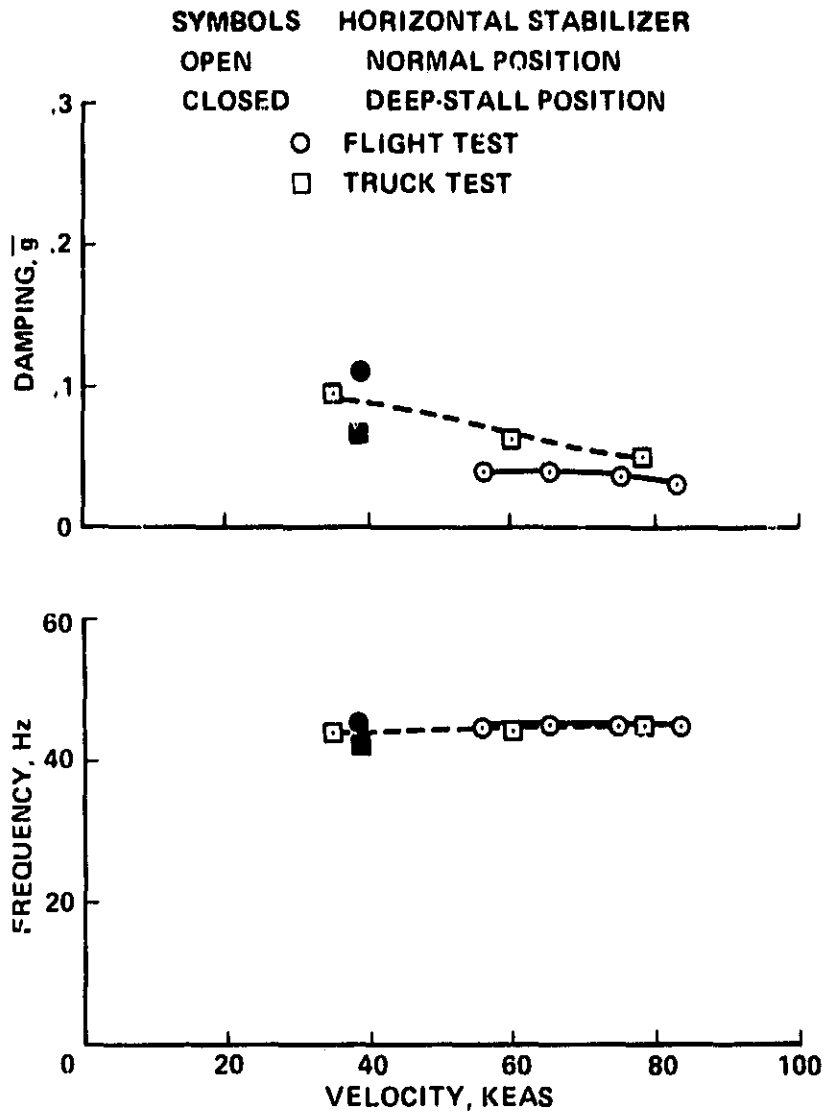 SYMBOLS HORIZONTAL STABILIZER
OPEN NORMAL POSITION
CLOSED DEEP-STALL POSITION
FLIGHT TEST
TRUCK TEST
.3
.2
.1
0
DAMPING, g
60
40
20
0
FREQUENCY, Hz
20 40 60 80 100
VELOCITY, KEAS